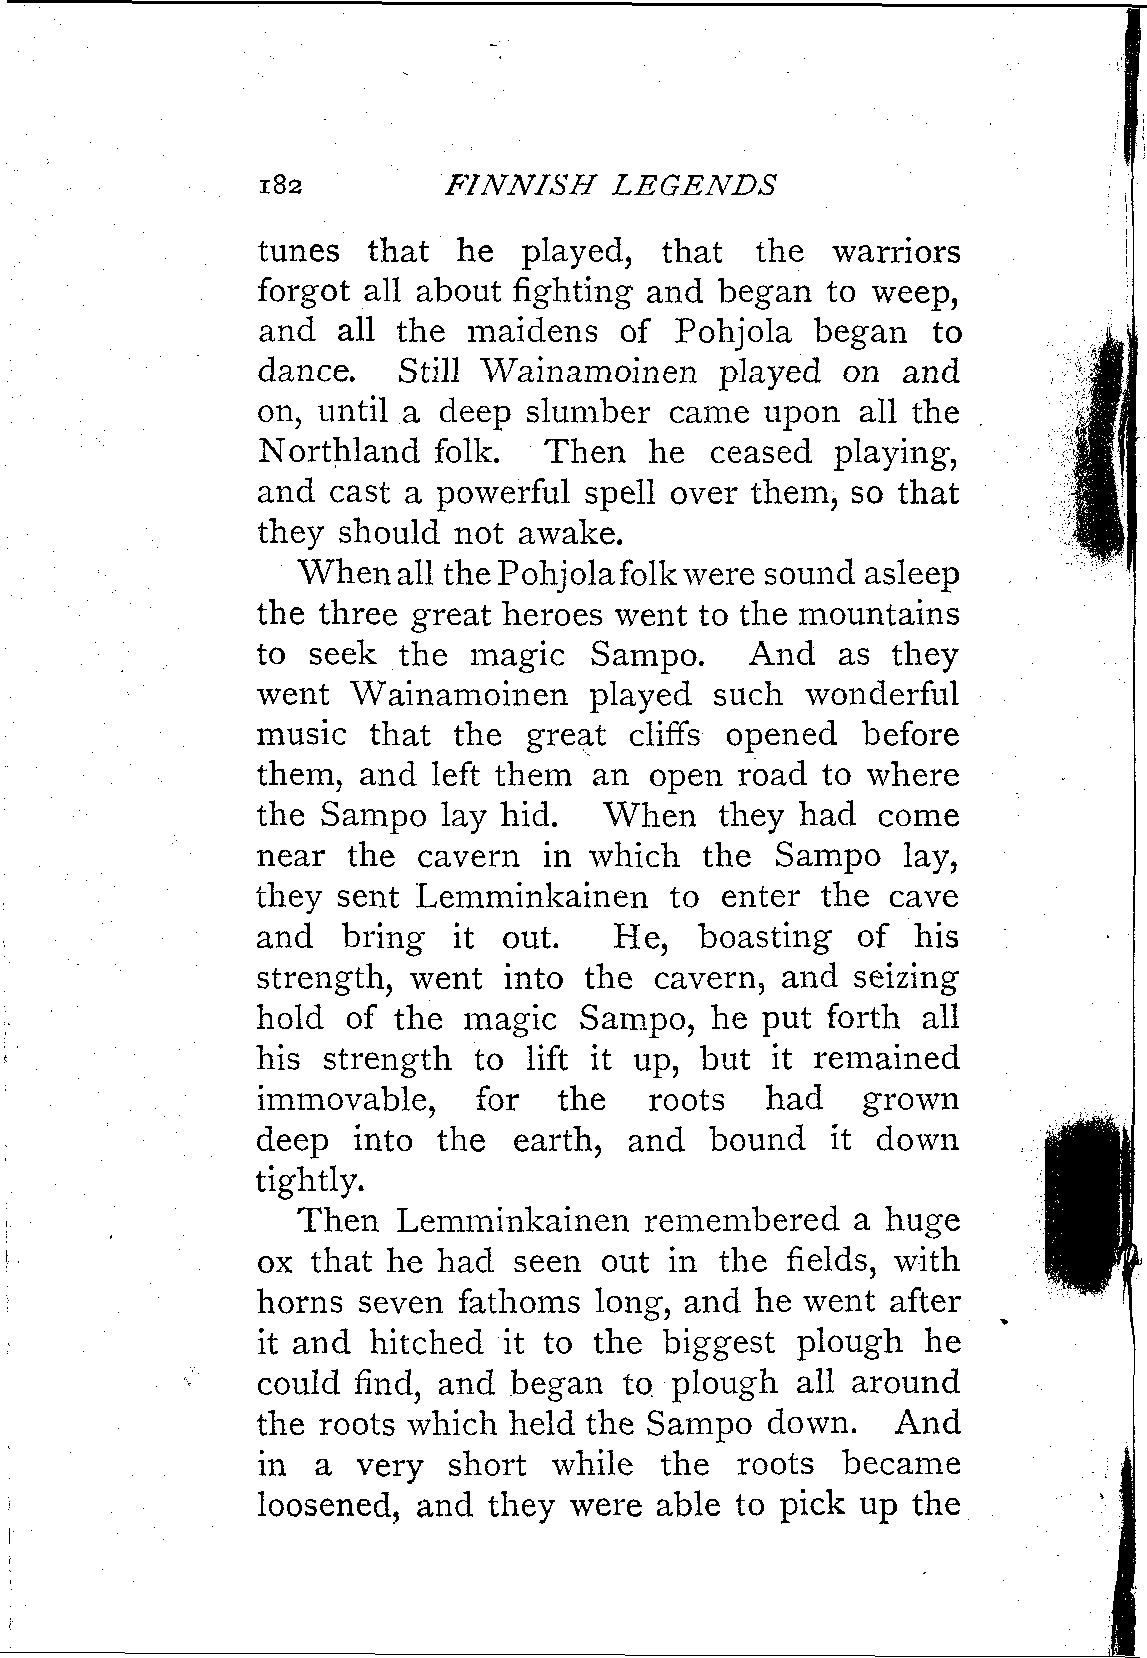 182 FINNISH LEGENDS
tunes that he played, that the warriors
forgot all about fighting and began to weep,
and all the maidens of Pohjola began to
dance. Still Wainamoinen played on and
on, until a deep slumber came upon all the
Northland folk. Then he ceased playing,
and cast a powerful spell over them, so that
they should not awake.
When all the Pohjola folk were sound asleep
the three great heroes went to the mountains
to seek the magic Sampo. And as they
went Wainamoinen played such wonderful
music that the great cliffs opened before
them, and left them an open road to where
the Sampo lay hid. When they had come
near the cavern in which the Sampo lay,
they sent Lemminkainen to enter the cave
and bring it out. He, boasting of his
strength, went into the cavern, and seizing
hold of the magic Sampo, he put forth all
his strength to lift it up, but it remained
immovable, for the roots had grown
deep into the earth, and bound it down
tightly.
Then Lemminkainen remembered a huge
ox that he had seen out in the fields, with
horns seven fathoms long, and he went after
it and hitched it to the biggest plough he
could find, and began to plough all around
the roots which held the Sampo down. And
in a very short while the roots became
loosened, and they were able to pick up the